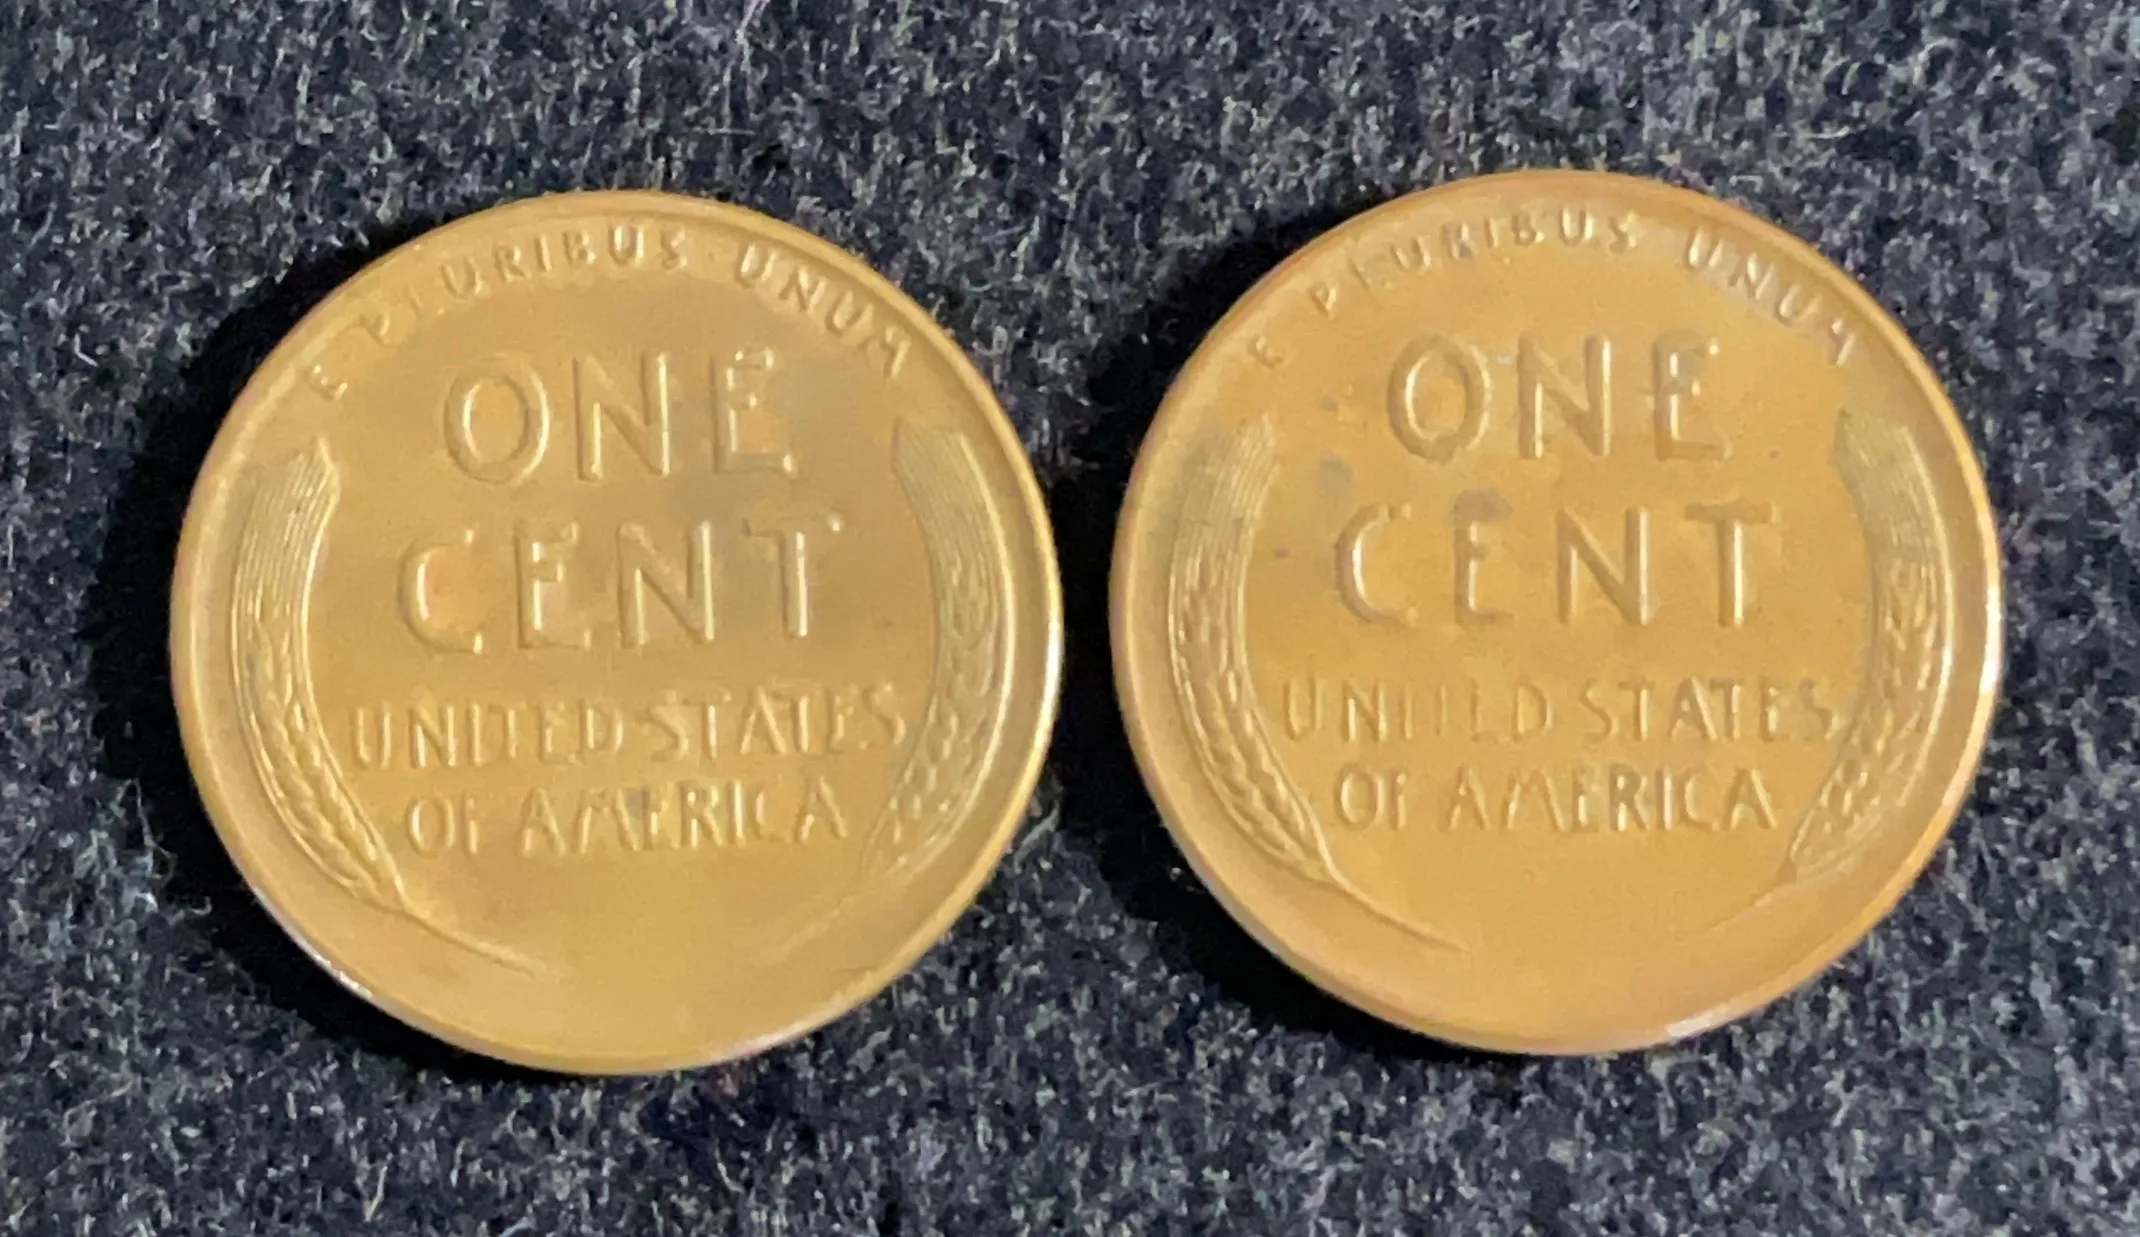 E PLURIBUS · UNUM
ONE
CENT
UNITED STATES
OF AMERICA
E PLURIBUS UNUM
ONE
CENT
UNITED STATES
OF AMERICA